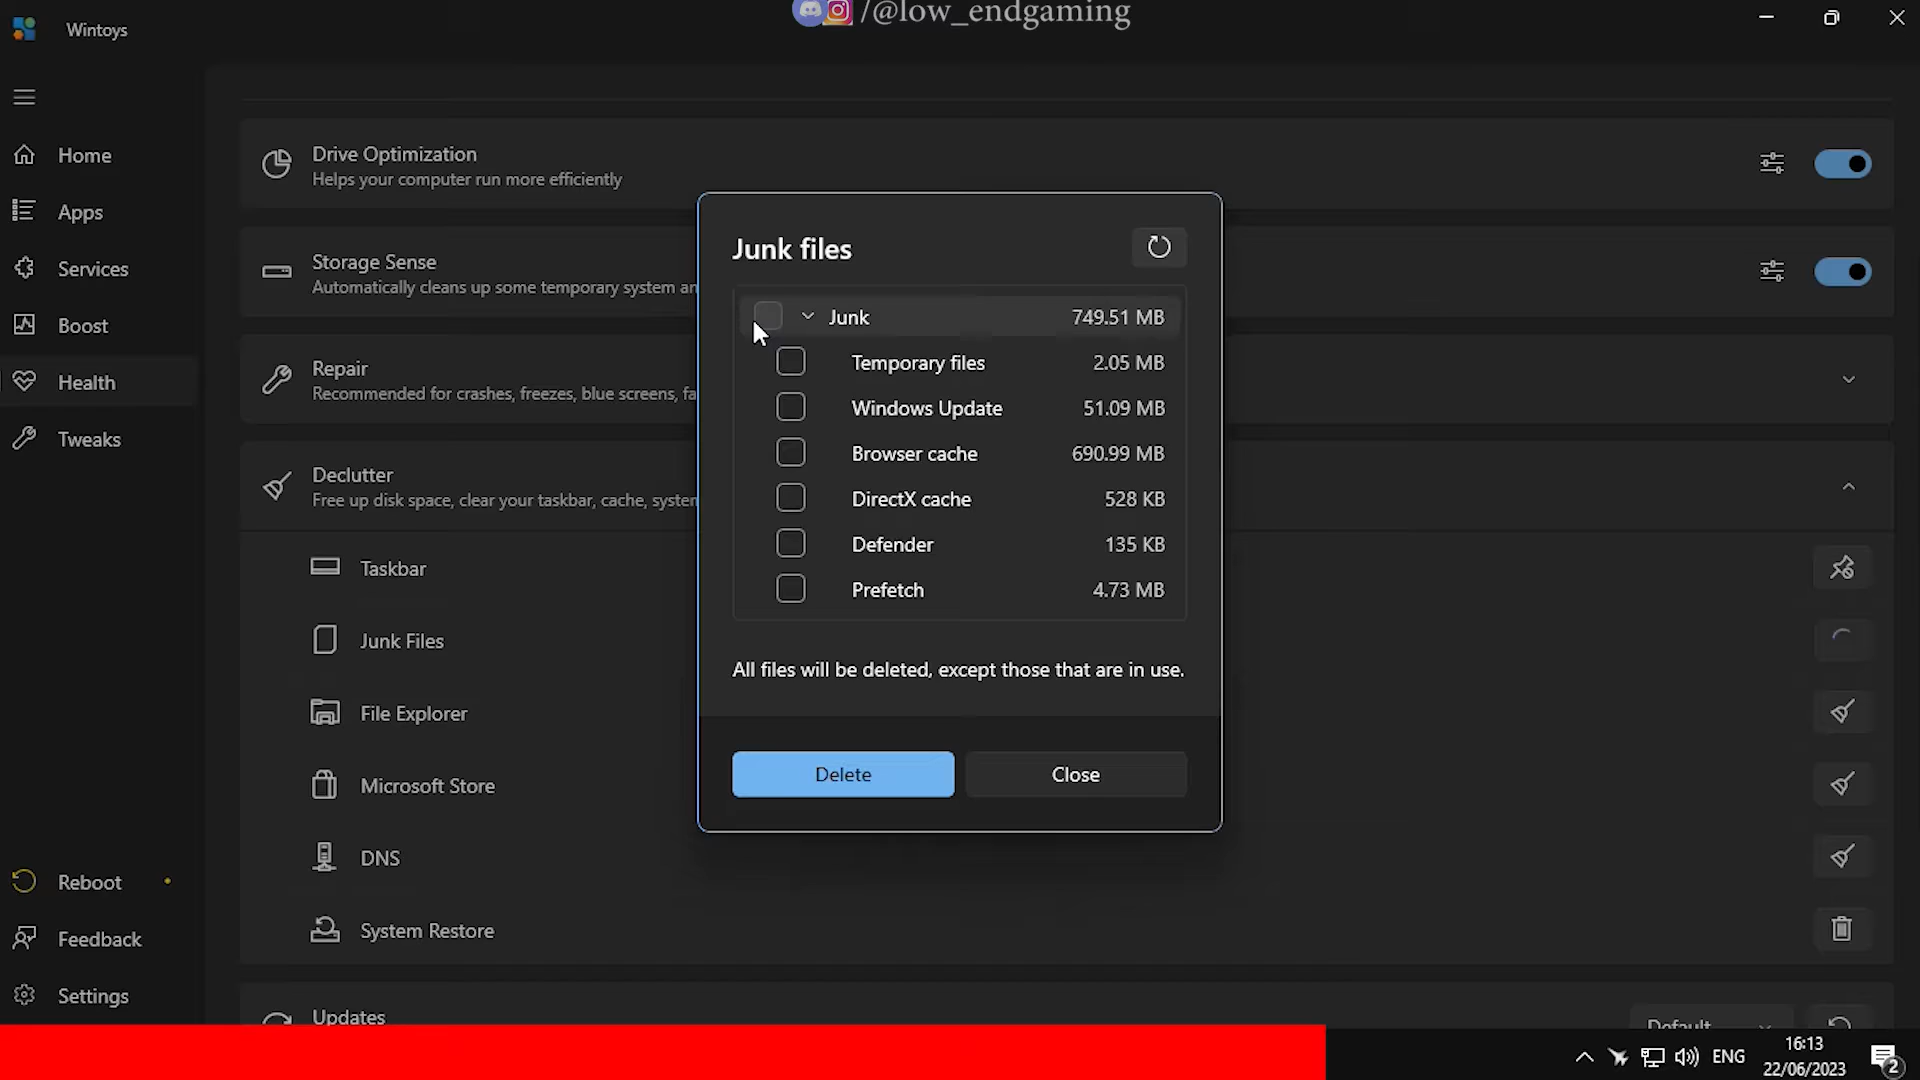 /@low_endgaming
Wintoys
Home
Apps
Services
Boost
Health
Tweaks
Reboot
Feedback
Settings
Drive Optimization
Helps your computer run more efficiently
Storage Sense
Automatically cleans up some temporary system an
Repair
Recommended for crashes, freezes, blue screens, fa
Declutter
Free up disk space, clear your taskbar, cache, system
Taskbar
Junk Files
File Explorer
Microsoft Store
DNS
System Restore
Updates
Default
Junk files
Junk 749.51 MB
Temporary files 2.05 MB
Windows Update 51.09 MB
Browser cache 690.99 MB
DirectX cache 528 KB
Defender 135 KB
Prefetch 4.73 MB
All files will be deleted, except those that are in use.
Delete
Close
ENG
16:13
22/06/2023
2